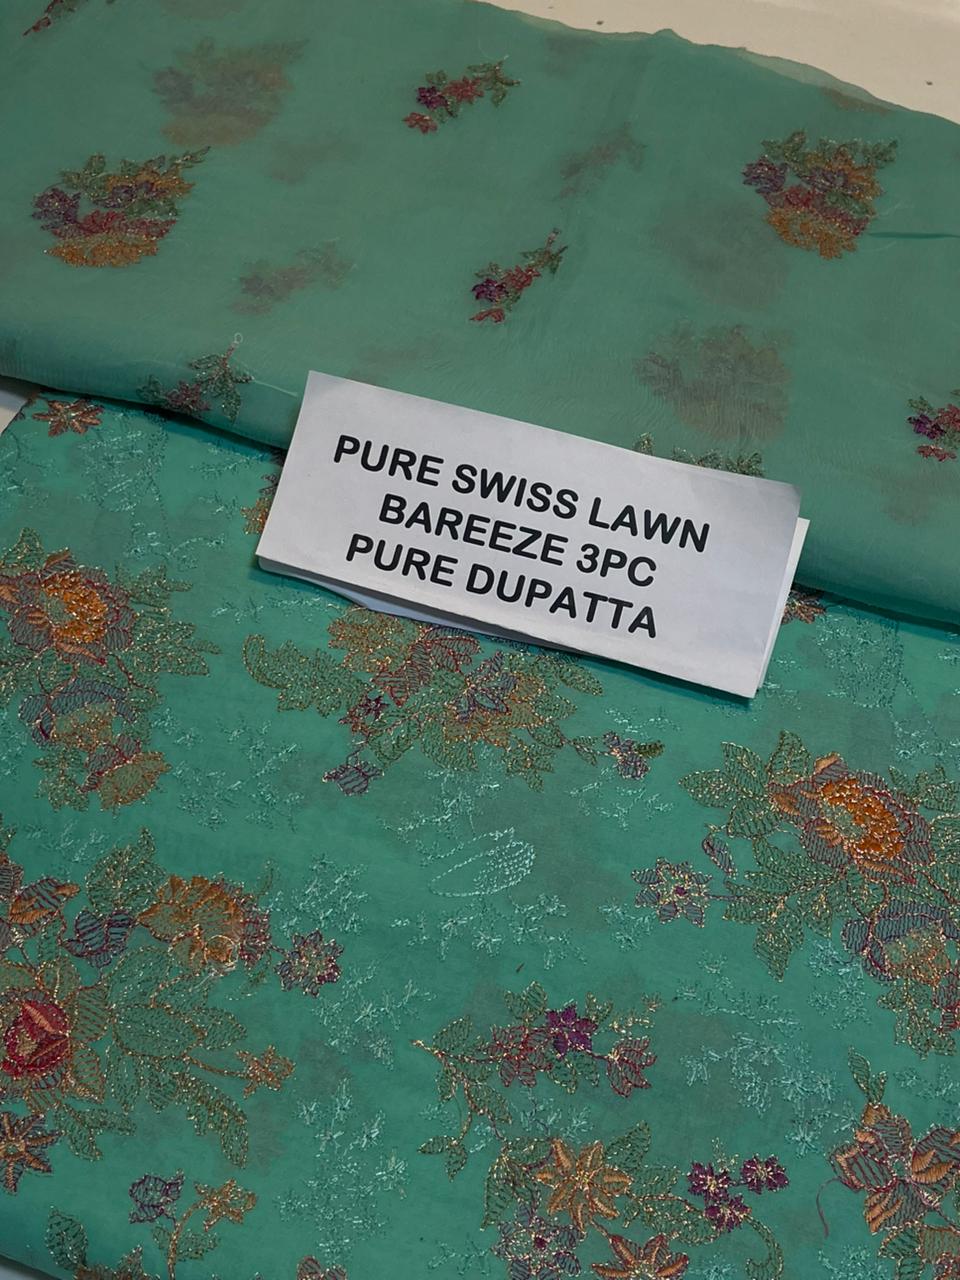 PURE SWISS LAWN
BAREEZE 3PC
PURE DUPATTA